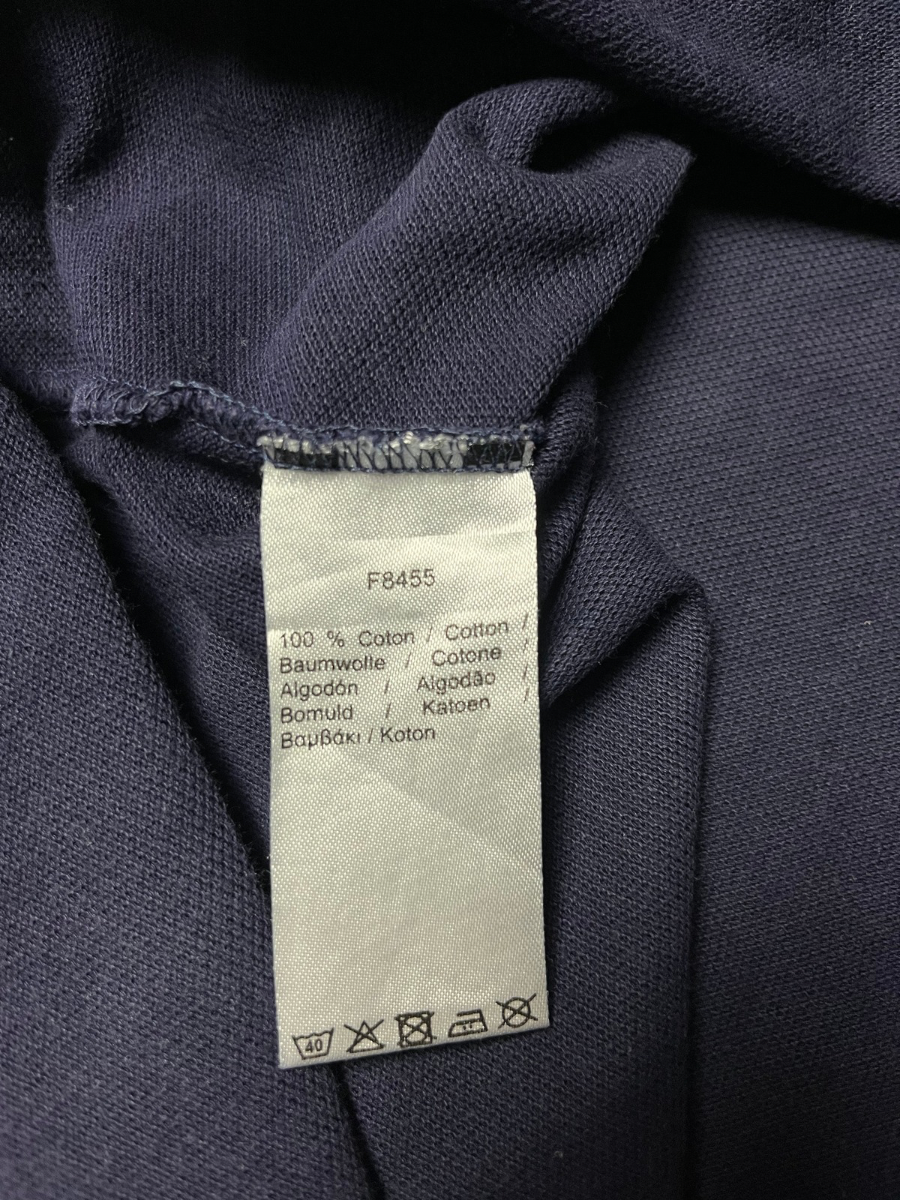 F8455
100 % Coton / Cotton /
Baumwolle / Cotone /
Algodón / Algodão /
Bomuld / Katoen /
Βαμβάκι / Koton
40